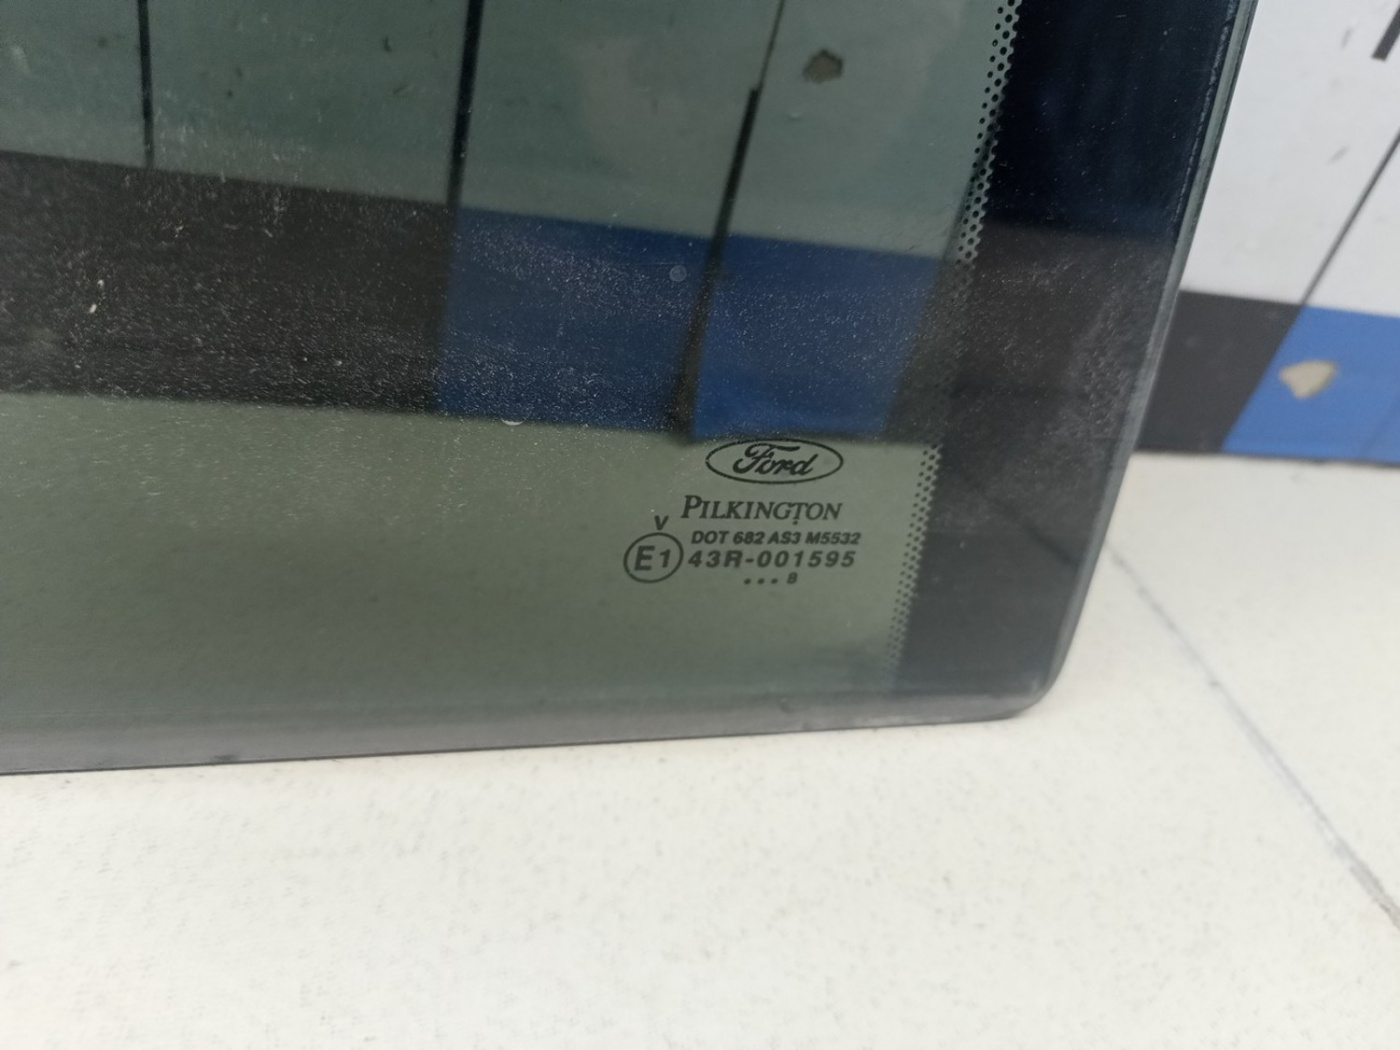 Ford
PILKINGTON
V
DOT 682 AS3 M5532
E1 43R-001595
... 8